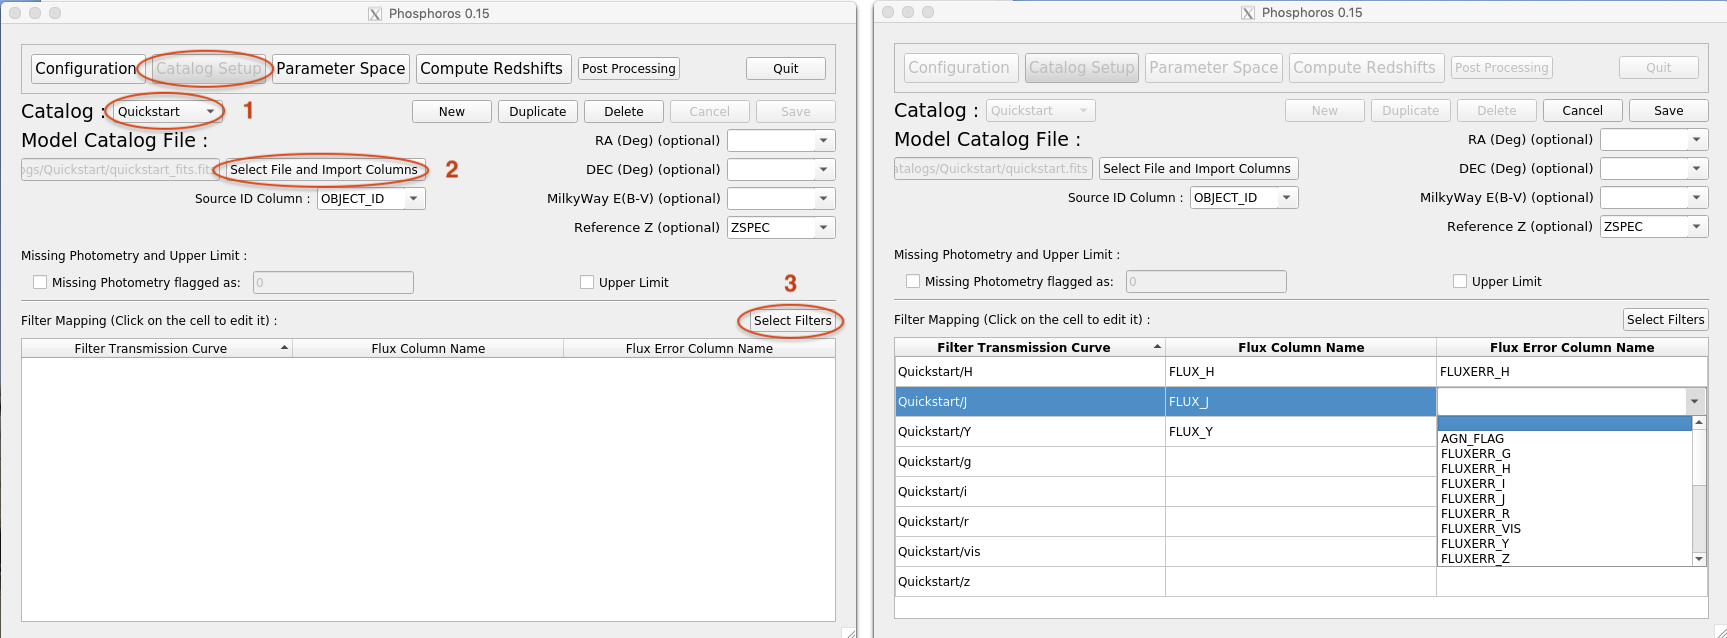 Phosphoros 0.15
Configuration Catalog Setup Parameter Space Compute Redshifts Post Processing Quit
Catalog : Quickstart 1 New Duplicate Delete Cancel Save
Model Catalog File : RA (Deg) (optional)
ogs/Quickstart/quickstart_fits.fits Select File and Import Columns 2 DEC (Deg) (optional)
Source ID Column : OBJECT_ID MilkyWay E(B-V) (optional)
Reference Z (optional) ZSPEC
Missing Photometry and Upper Limit :
Missing Photometry flagged as: 0 Upper Limit 3
Filter Mapping (Click on the cell to edit it) : Select Filters
Filter Transmission Curve Flux Column Name Flux Error Column Name
Phosphoros 0.15
Configuration Catalog Setup Parameter Space Compute Redshifts Post Processing Quit
Catalog : Quickstart New Duplicate Delete Cancel Save
Model Catalog File : RA (Deg) (optional)
atalogs/Quickstart/quickstart.fits Select File and Import Columns DEC (Deg) (optional)
Source ID Column : OBJECT_ID MilkyWay E(B-V) (optional)
Reference Z (optional) ZSPEC
Missing Photometry and Upper Limit :
Missing Photometry flagged as: 0 Upper Limit
Filter Mapping (Click on the cell to edit it) : Select Filters
Filter Transmission Curve Flux Column Name Flux Error Column Name
Quickstart/H FLUX_H FLUXERR_H
Quickstart/J FLUX_J
Quickstart/Y FLUX_Y
Quickstart/g
Quickstart/i
Quickstart/r
Quickstart/vis
Quickstart/z
AGN_FLAG
FLUXERR_G
FLUXERR_H
FLUXERR_I
FLUXERR_J
FLUXERR_R
FLUXERR_VIS
FLUXERR_Y
FLUXERR_Z